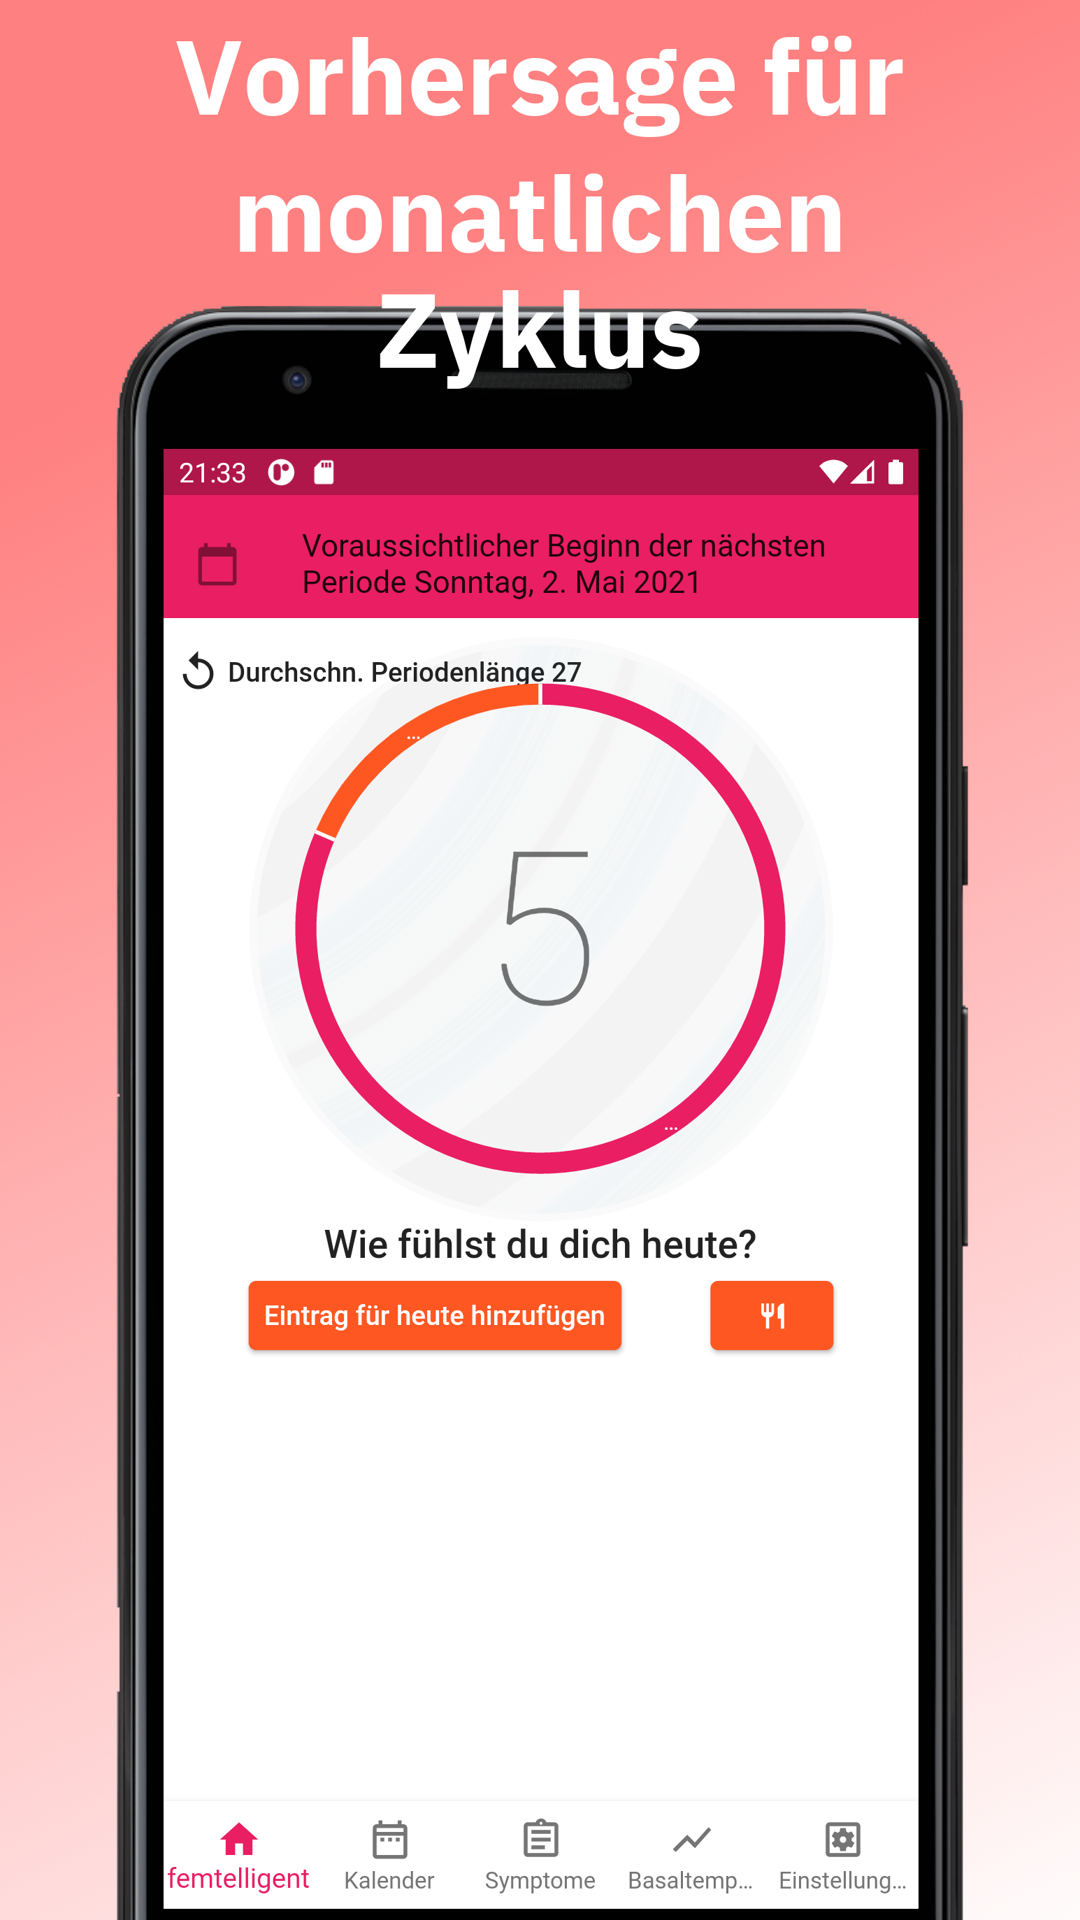 Vorhersage für
monatlichen
Zyklus
21:33
Voraussichtlicher Beginn der nächsten
Periode Sonntag, 2. Mai 2021
Durchschn. Periodenlänge 27
...
5
...
Wie fühlst du dich heute?
Eintrag für heute hinzufügen
femtelligent
Kalender
Symptome
Basaltemp...
Einstellung...